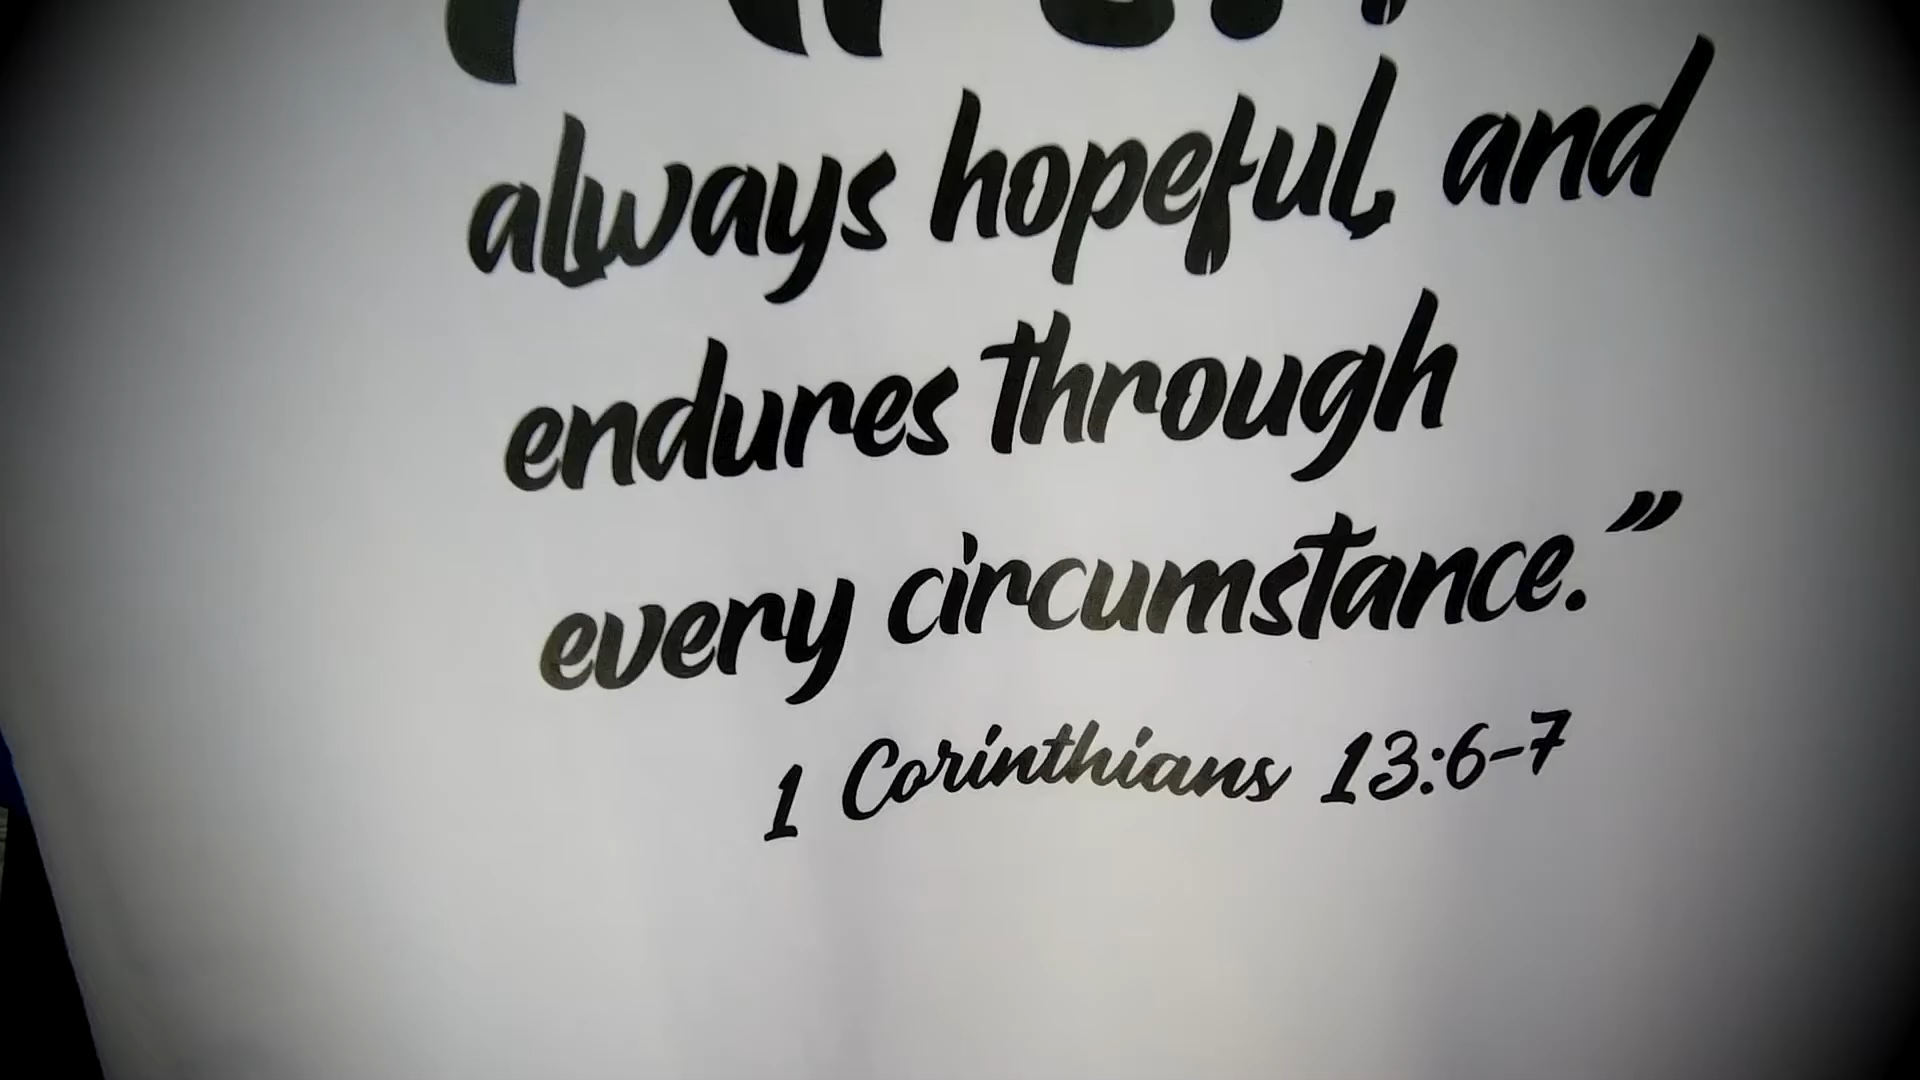 always hopeful, and
endures through
every circumstance.”
1 Corinthians 13:6-7